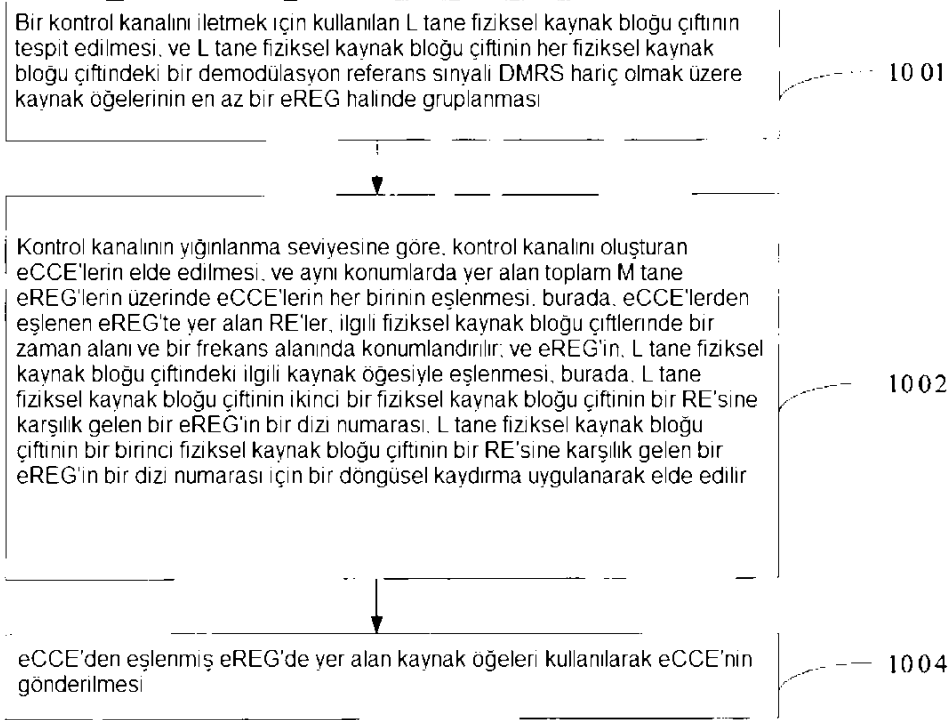 Bir kontrol kanalını iletmek için kullanılan L tane fiziksel kaynak bloğu çiftinin
tespit edilmesi, ve L tane fiziksel kaynak bloğu çiftinin her fiziksel kaynak
bloğu çiftindeki bir demodülasyon referans sinyali DMRS hariç olmak üzere
kaynak öğelerinin en az bir eREG halinde gruplanması
1001
Kontrol kanalının yığınlanma seviyesine göre, kontrol kanalını oluşturan
eCCE'lerin elde edilmesi, ve aynı konumlarda yer alan toplam M tane
eREG'lerin üzerinde eCCE'lerin her birinin eşlenmesi, burada, eCCE'lerden
eşlenen eREG'te yer alan RE'ler, ilgili fiziksel kaynak bloğu çiftlerinde bir
zaman alanı ve bir frekans alanında konumlandırılır; ve eREG'in, L tane fiziksel
kaynak bloğu çiftindeki ilgili kaynak öğesiyle eşlenmesi, burada, L tane
fiziksel kaynak bloğu çiftinin ikinci bir fiziksel kaynak bloğu çiftinin bir RE'sine
karşılık gelen bir eREG'in bir dizi numarası, L tane fiziksel kaynak bloğu
çiftinin bir birinci fiziksel kaynak bloğu çiftinin bir RE'sine karşılık gelen bir
eREG'in bir dizi numarası için bir döngüsel kaydırma uygulanarak elde edilir
1002
eCCE'den eşlenmiş eREG'de yer alan kaynak öğeleri kullanılarak eCCE'nin
gönderilmesi
1004